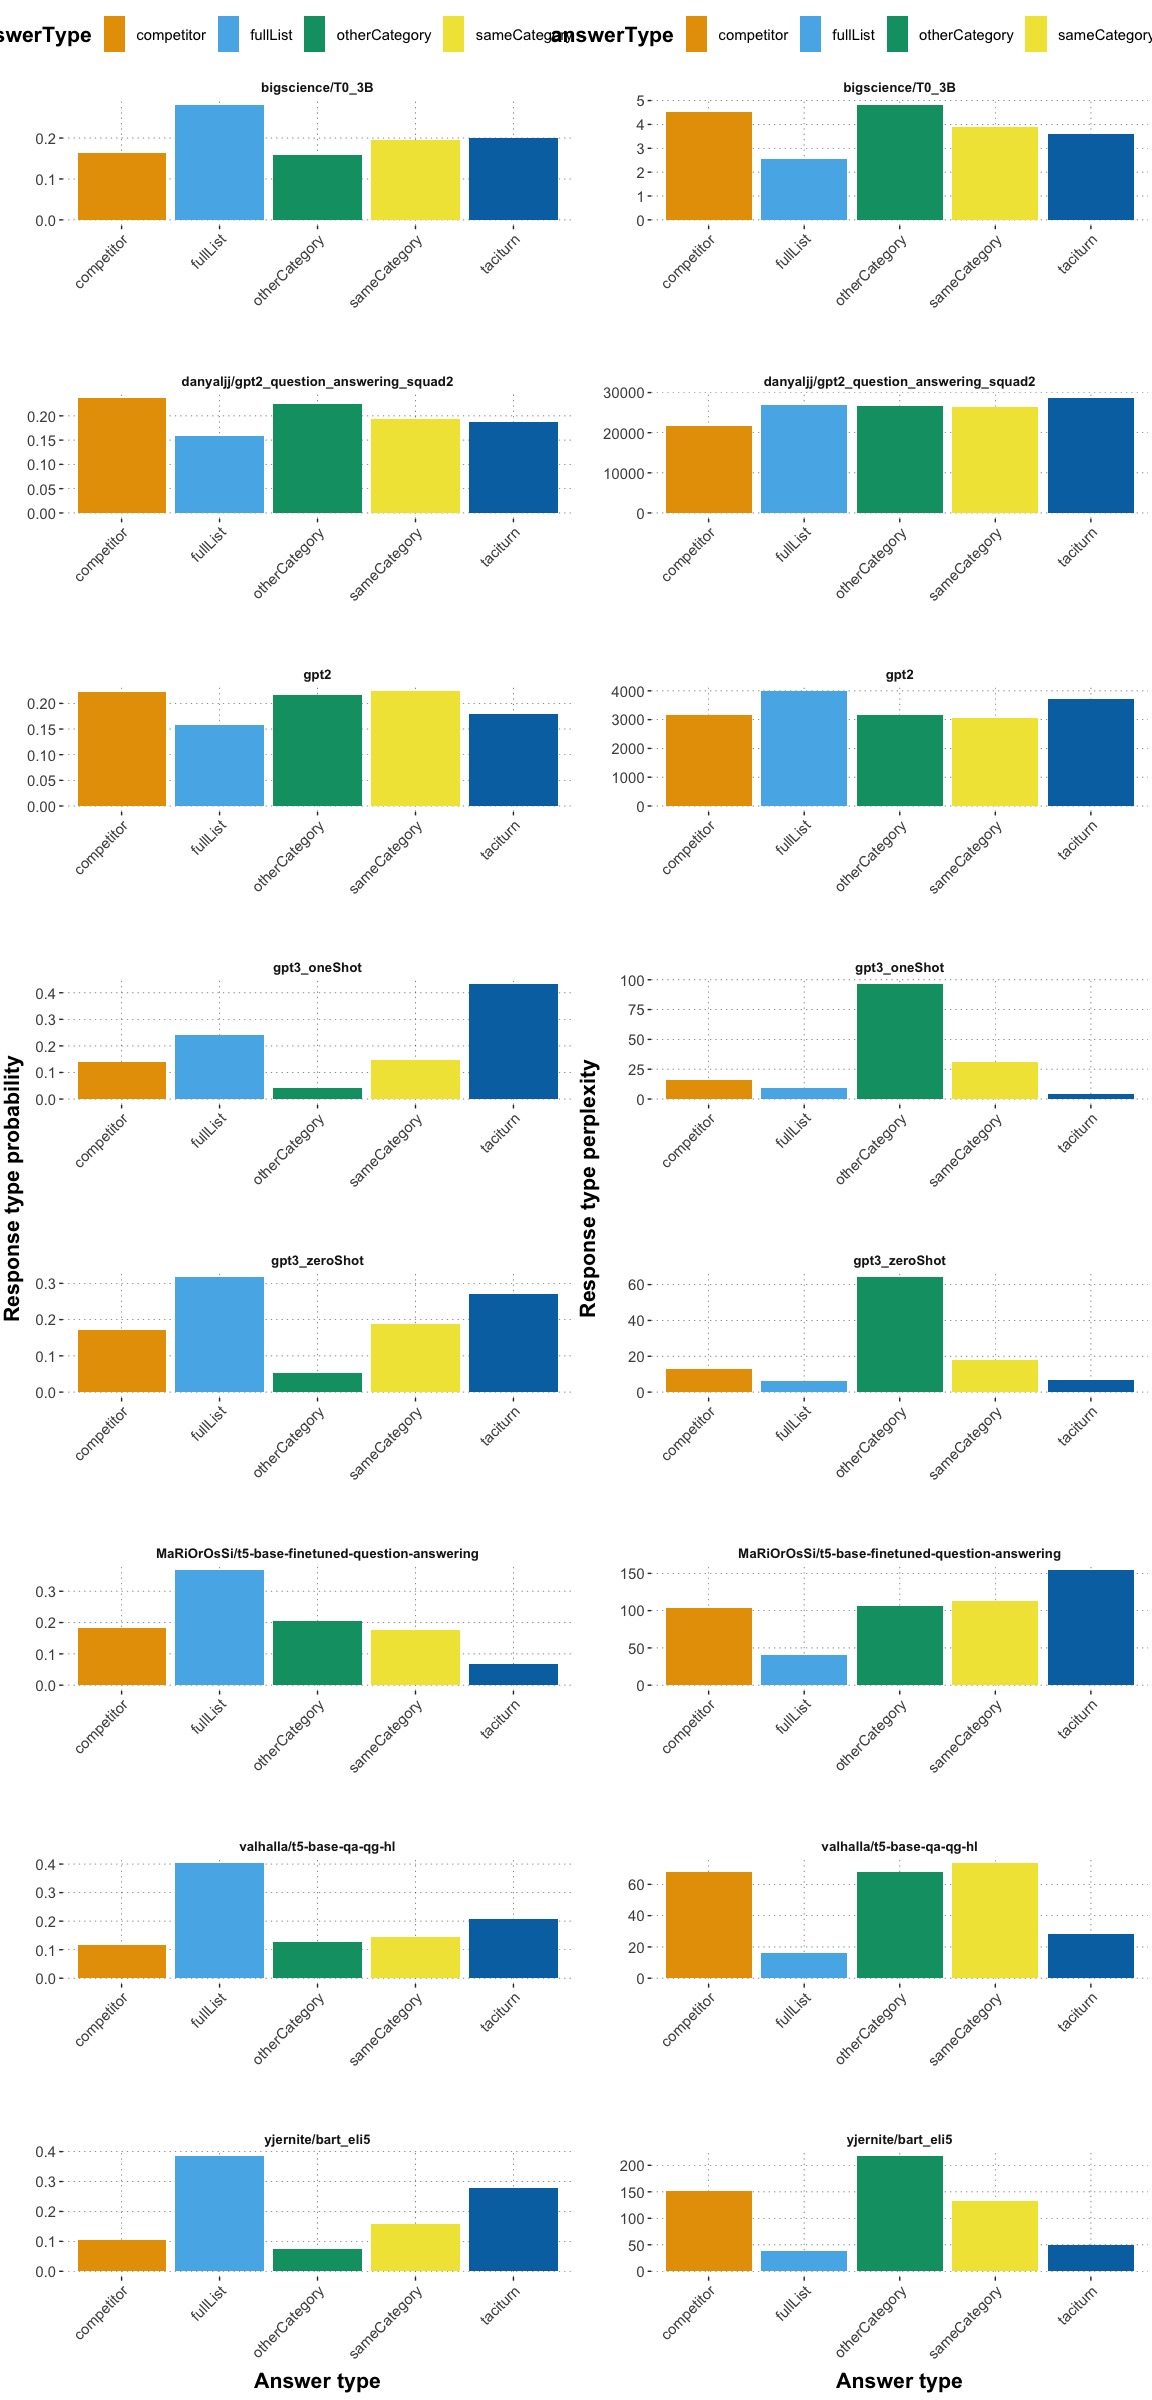 swerType competitor fullList otherCategory sameCategory answerType competitor fullList otherCategory sameCategory
bigscience/T0_3B
0.2
0.1
0.0
competitor fullList otherCategory sameCategory taciturn
bigscience/T0_3B
5
4
3
2
1
0
competitor fullList otherCategory sameCategory taciturn
danyaljj/gpt2_question_answering_squad2
0.20
0.15
0.10
0.05
0.00
competitor fullList otherCategory sameCategory taciturn
danyaljj/gpt2_question_answering_squad2
30000
20000
10000
0
competitor fullList otherCategory sameCategory taciturn
gpt2
0.20
0.15
0.10
0.05
0.00
competitor fullList otherCategory sameCategory taciturn
gpt2
4000
3000
2000
1000
0
competitor fullList otherCategory sameCategory taciturn
gpt3_oneShot
0.4
0.3
0.2
0.1
0.0
competitor fullList otherCategory sameCategory taciturn
gpt3_oneShot
100
75
50
25
0
competitor fullList otherCategory sameCategory taciturn
Response type probability
Response type perplexity
gpt3_zeroShot
0.3
0.2
0.1
0.0
competitor fullList otherCategory sameCategory taciturn
gpt3_zeroShot
60
40
20
0
competitor fullList otherCategory sameCategory taciturn
MaRiOrOsSi/t5-base-finetuned-question-answering
0.3
0.2
0.1
0.0
competitor fullList otherCategory sameCategory taciturn
MaRiOrOsSi/t5-base-finetuned-question-answering
150
100
50
0
competitor fullList otherCategory sameCategory taciturn
valhalla/t5-base-qa-qg-hl
0.4
0.3
0.2
0.1
0.0
competitor fullList otherCategory sameCategory taciturn
valhalla/t5-base-qa-qg-hl
60
40
20
0
competitor fullList otherCategory sameCategory taciturn
yjernite/bart_eli5
0.4
0.3
0.2
0.1
0.0
competitor fullList otherCategory sameCategory taciturn
yjernite/bart_eli5
200
150
100
50
0
competitor fullList otherCategory sameCategory taciturn
Answer type
Answer type